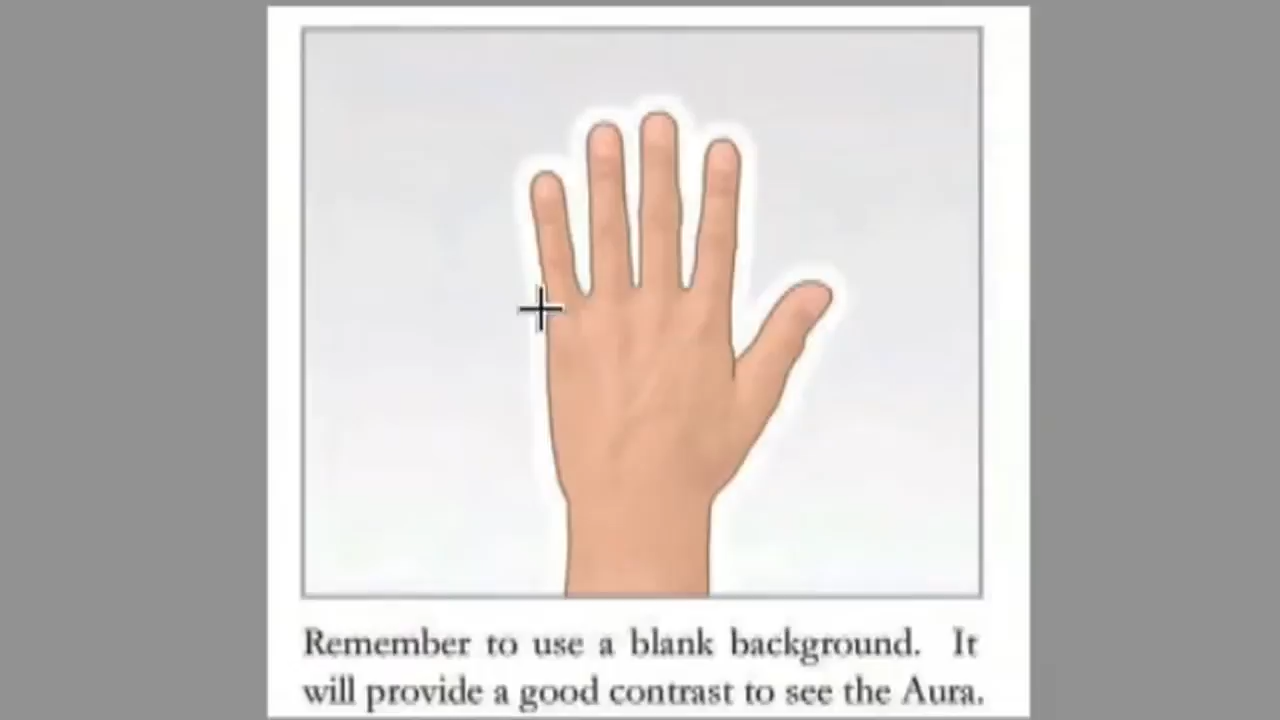 Remember to use a blank background. It
will provide a good contrast to see the Aura.